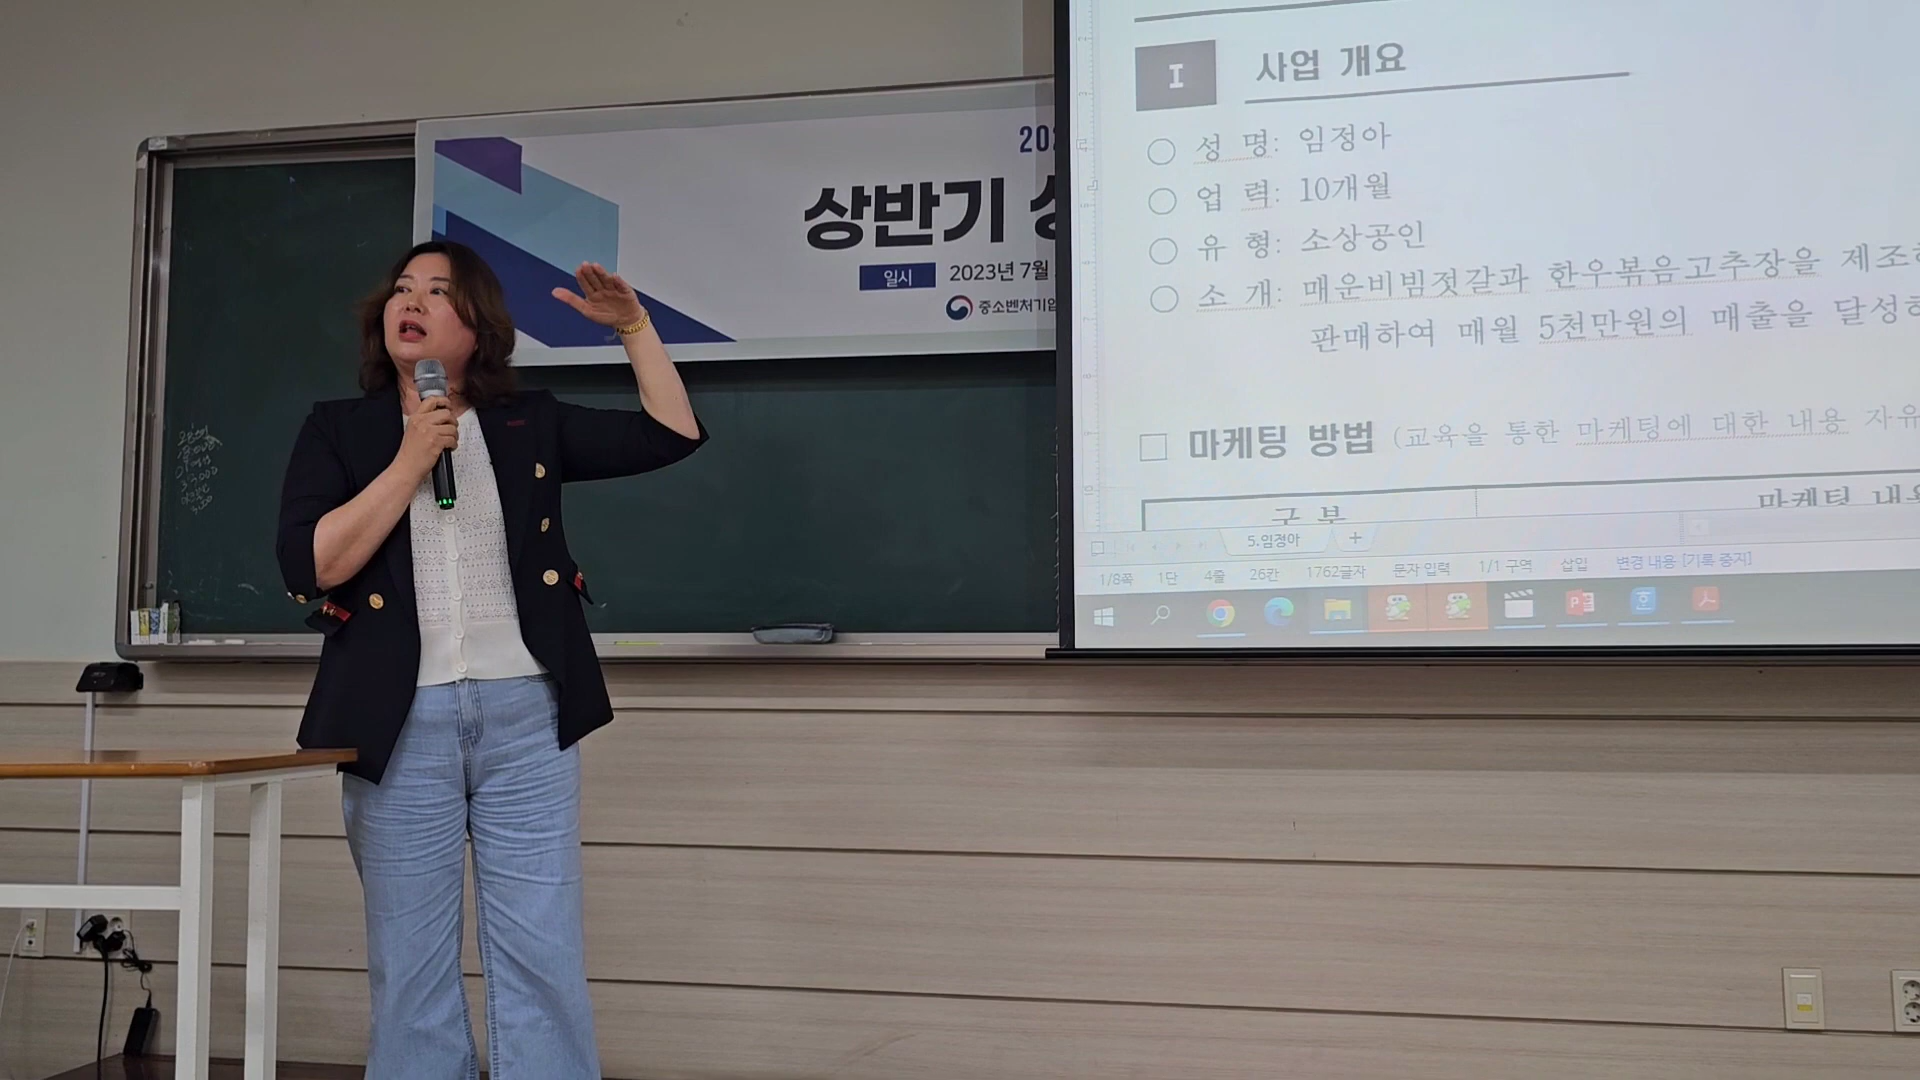 202
상반기
일시 2023년 7월
중소벤처기업
I 사업 개요
○ 성 명: 임정아
○ 업 력: 10개월
○ 유 형: 소상공인
○ 소 개: 매운비빔젓갈과 한우볶음고추장을 제조하
판매하여 매월 5천만원의 매출을 달성하
□ 마케팅 방법 (교육을 통한 마케팅에 대한 내용 자유
구 분 마케팅 내용
5.임정아 +
1/8쪽 1단 4줄 26칸 1762글자 문자 입력 1/1 구역 삽입 변경 내용 [기록 중지]